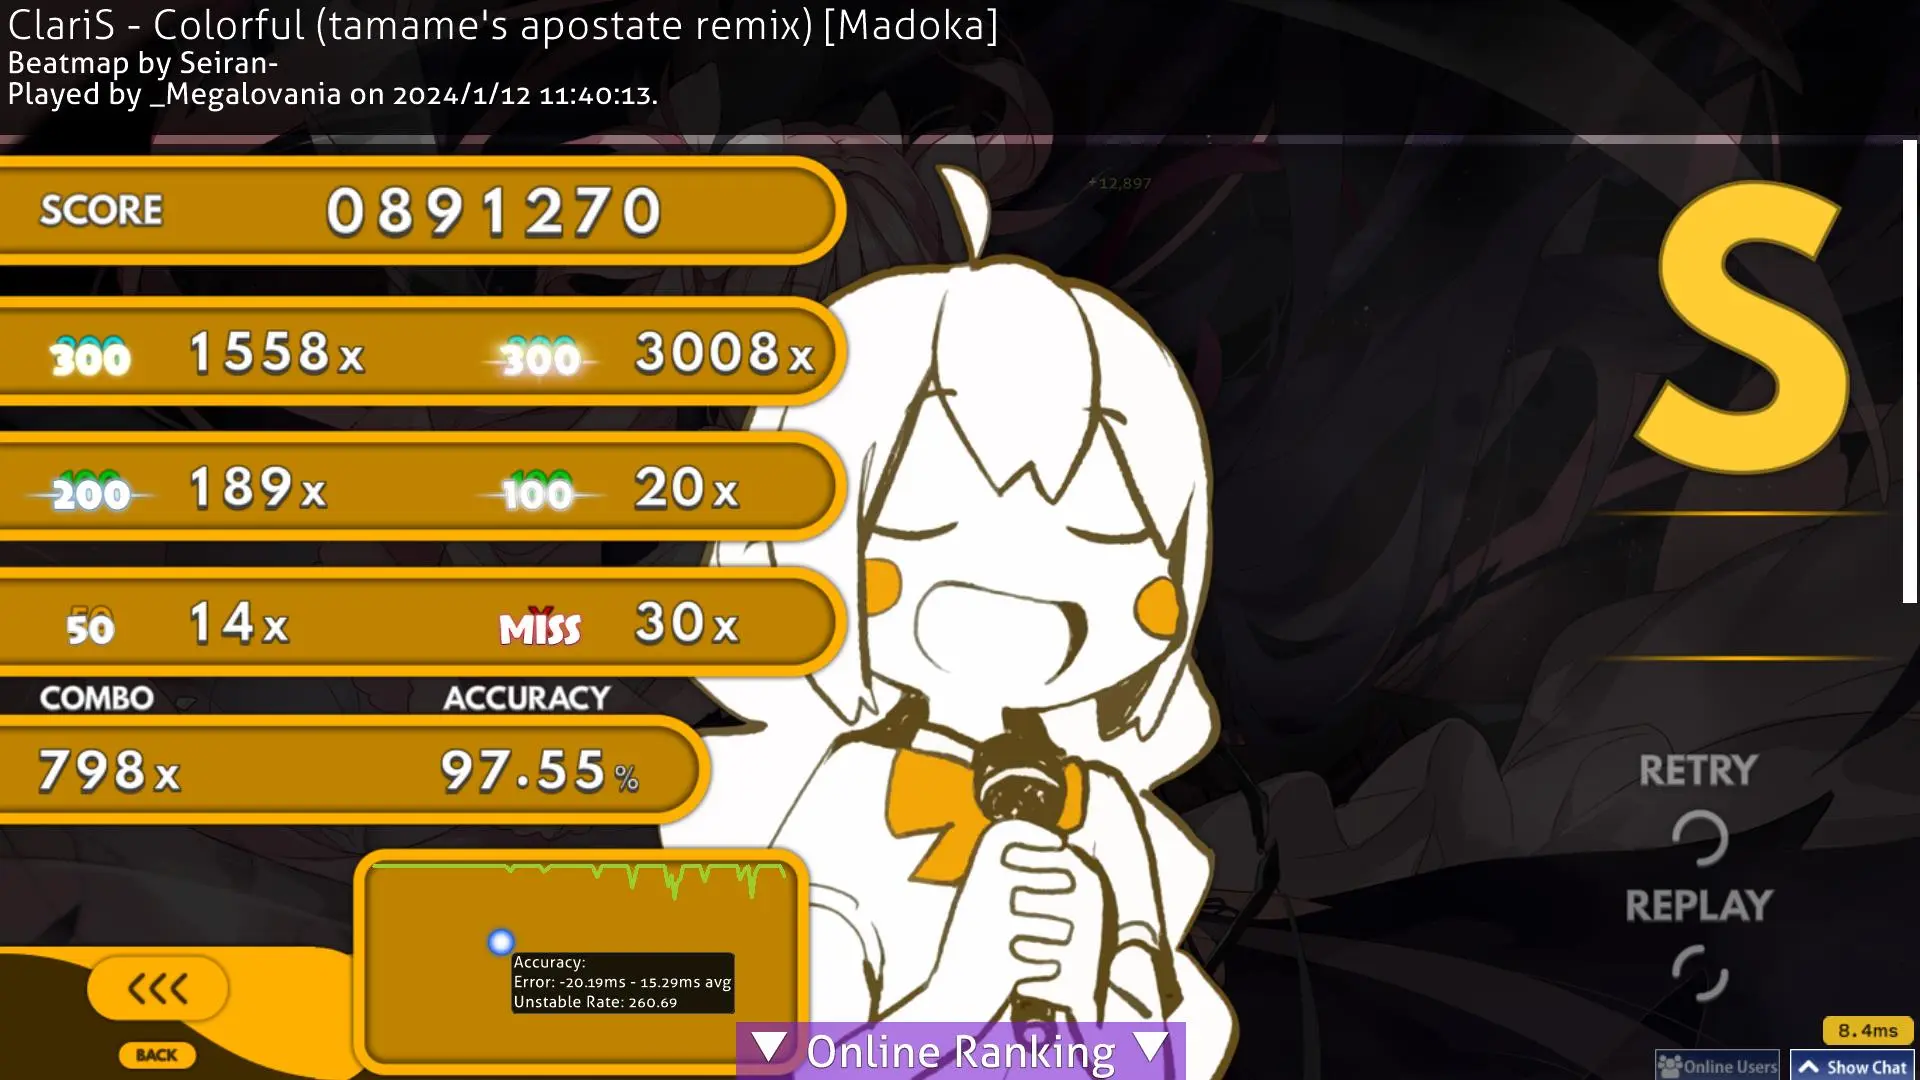 ClariS - Colorful (tamame's apostate remix) [Madoka]
Beatmap by Seiran-
Played by _Megalovania on 2024/1/12 11:40:13.
+12,897
SCORE 0891270
S
300 1558x 300 3008x
200 189x 100 20x
50 14x MISS 30x
COMBO ACCURACY
798x 97.55%
RETRY
REPLAY
Accuracy:
Error: -20.19ms - 15.29ms avg
Unstable Rate: 260.69
<<<
BACK
▼ Online Ranking ▼
8.4ms
Online Users
Show Chat